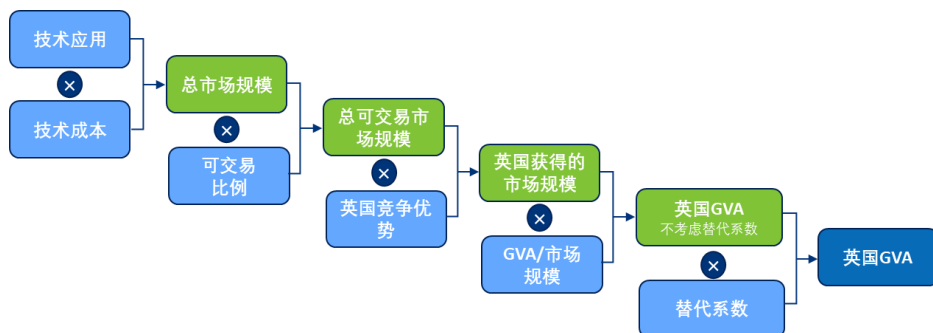 技术应用
×
技术成本
总市场规模
×
可交易
比例
总可交易市
场规模
×
英国竞争优
势
英国获得的
市场规模
×
GVA/市场
规模
英国GVA
不考虑替代系数
×
替代系数
英国GVA